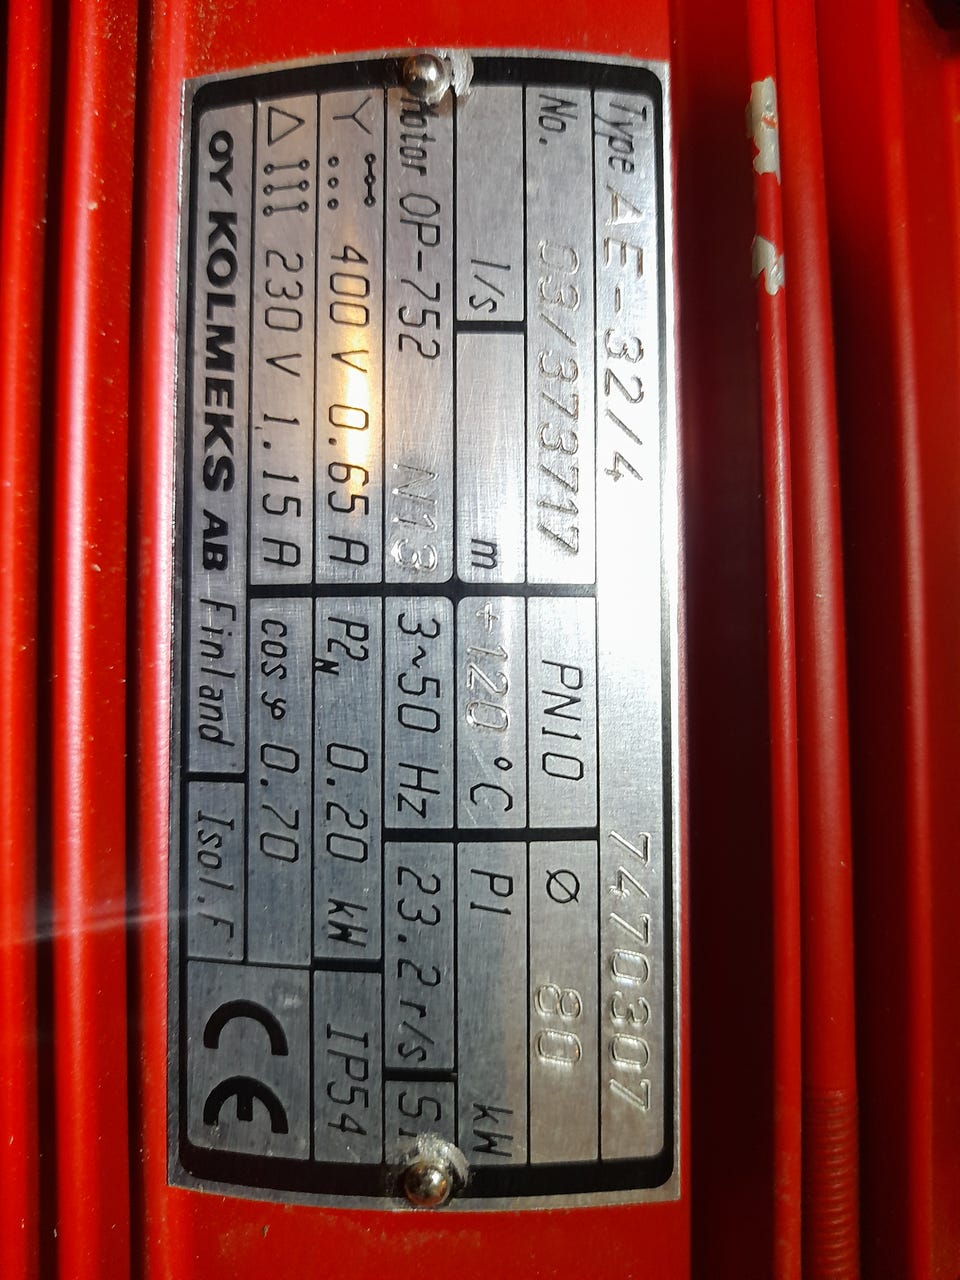 Type AE-32/4 7470307
No. 03/373717 PN10 Ø 80
l/s m +120 °C P1 kW
Motor OP-752 N13 3~50 Hz 23.2 r/s S1
Y 400 V 0.65 A P2N 0.20 kW IP54
△ 230 V 1.15 A cos φ 0.70
OY KOLMEKS AB Finland Isol.F CE